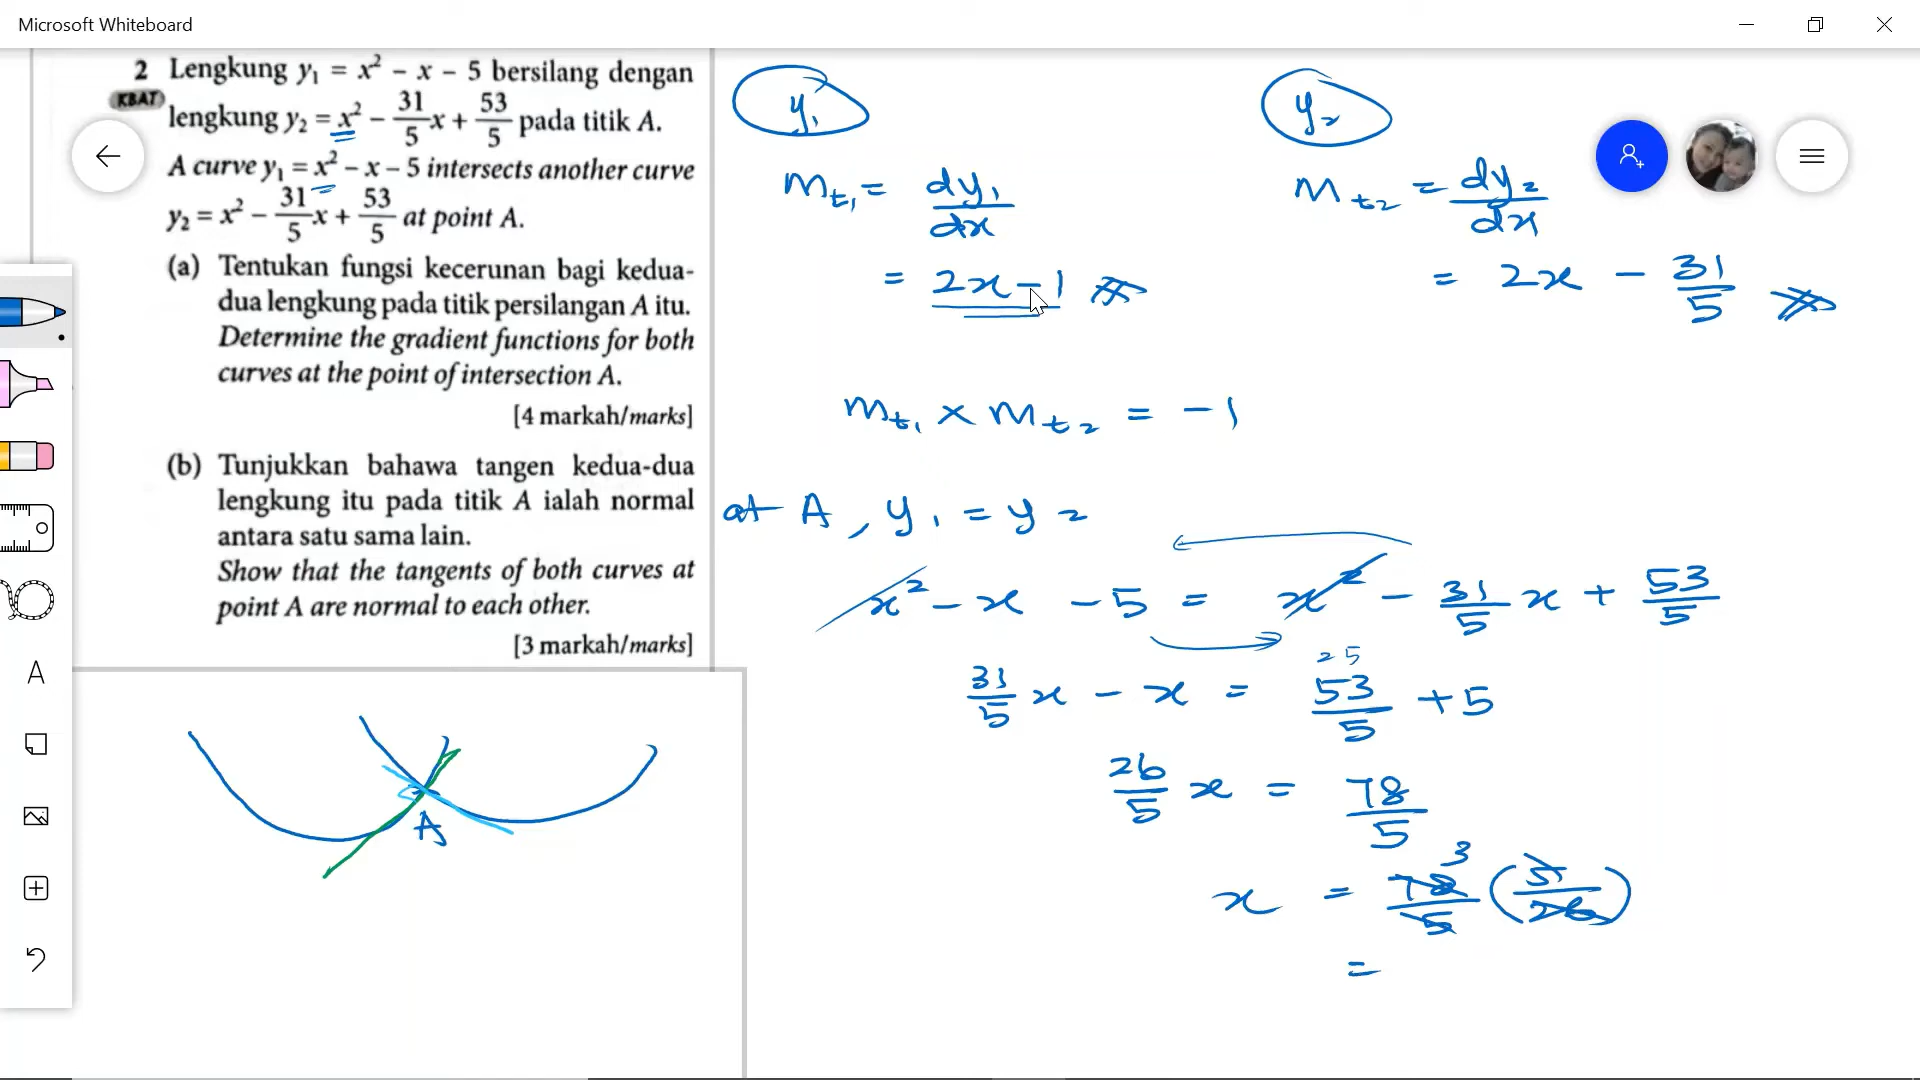 Microsoft Whiteboard
2 Lengkung y₁ = x² − x − 5 bersilang dengan
KBAT
lengkung y₂ = x² − 31/5 x + 53/5 pada titik A.
A curve y₁ = x² − x − 5 intersects another curve
y₂ = x² − 31/5 x + 53/5 at point A.
(a) Tentukan fungsi kecerunan bagi kedua-
dua lengkung pada titik persilangan A itu.
Determine the gradient functions for both
curves at the point of intersection A.
[4 markah/marks]
(b) Tunjukkan bahawa tangen kedua-dua
lengkung itu pada titik A ialah normal
antara satu sama lain.
Show that the tangents of both curves at
point A are normal to each other.
[3 markah/marks]
A
A
y₁
m_t₁ = dy₁/dx
= 2x − 1
y₂
m_t₂ = dy₂/dx
= 2x − 31/5
m_t₁ × m_t₂ = −1
at A, y₁ = y₂
x² − x − 5 = x² − 31/5 x + 53/5
25
31/5 x − x = 53/5 + 5
26/5 x = 78/5
3
x = 78/5 (5/26)
=